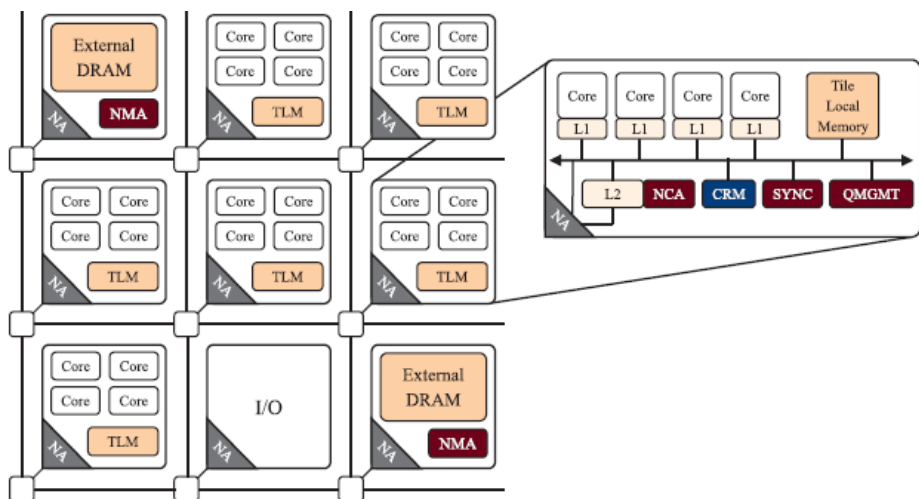 External
DRAM
NMA
NA
Core Core
Core Core
TLM
NA
Core Core
Core Core
TLM
NA
Core Core Core Core
L1 L1 L1 L1
Tile
Local
Memory
L2 NCA CRM SYNC QMGMT
NA
Core Core
Core Core
TLM
NA
Core Core
Core Core
TLM
NA
Core Core
Core Core
TLM
NA
Core Core
Core Core
TLM
NA
I/O
NA
External
DRAM
NMA
NA